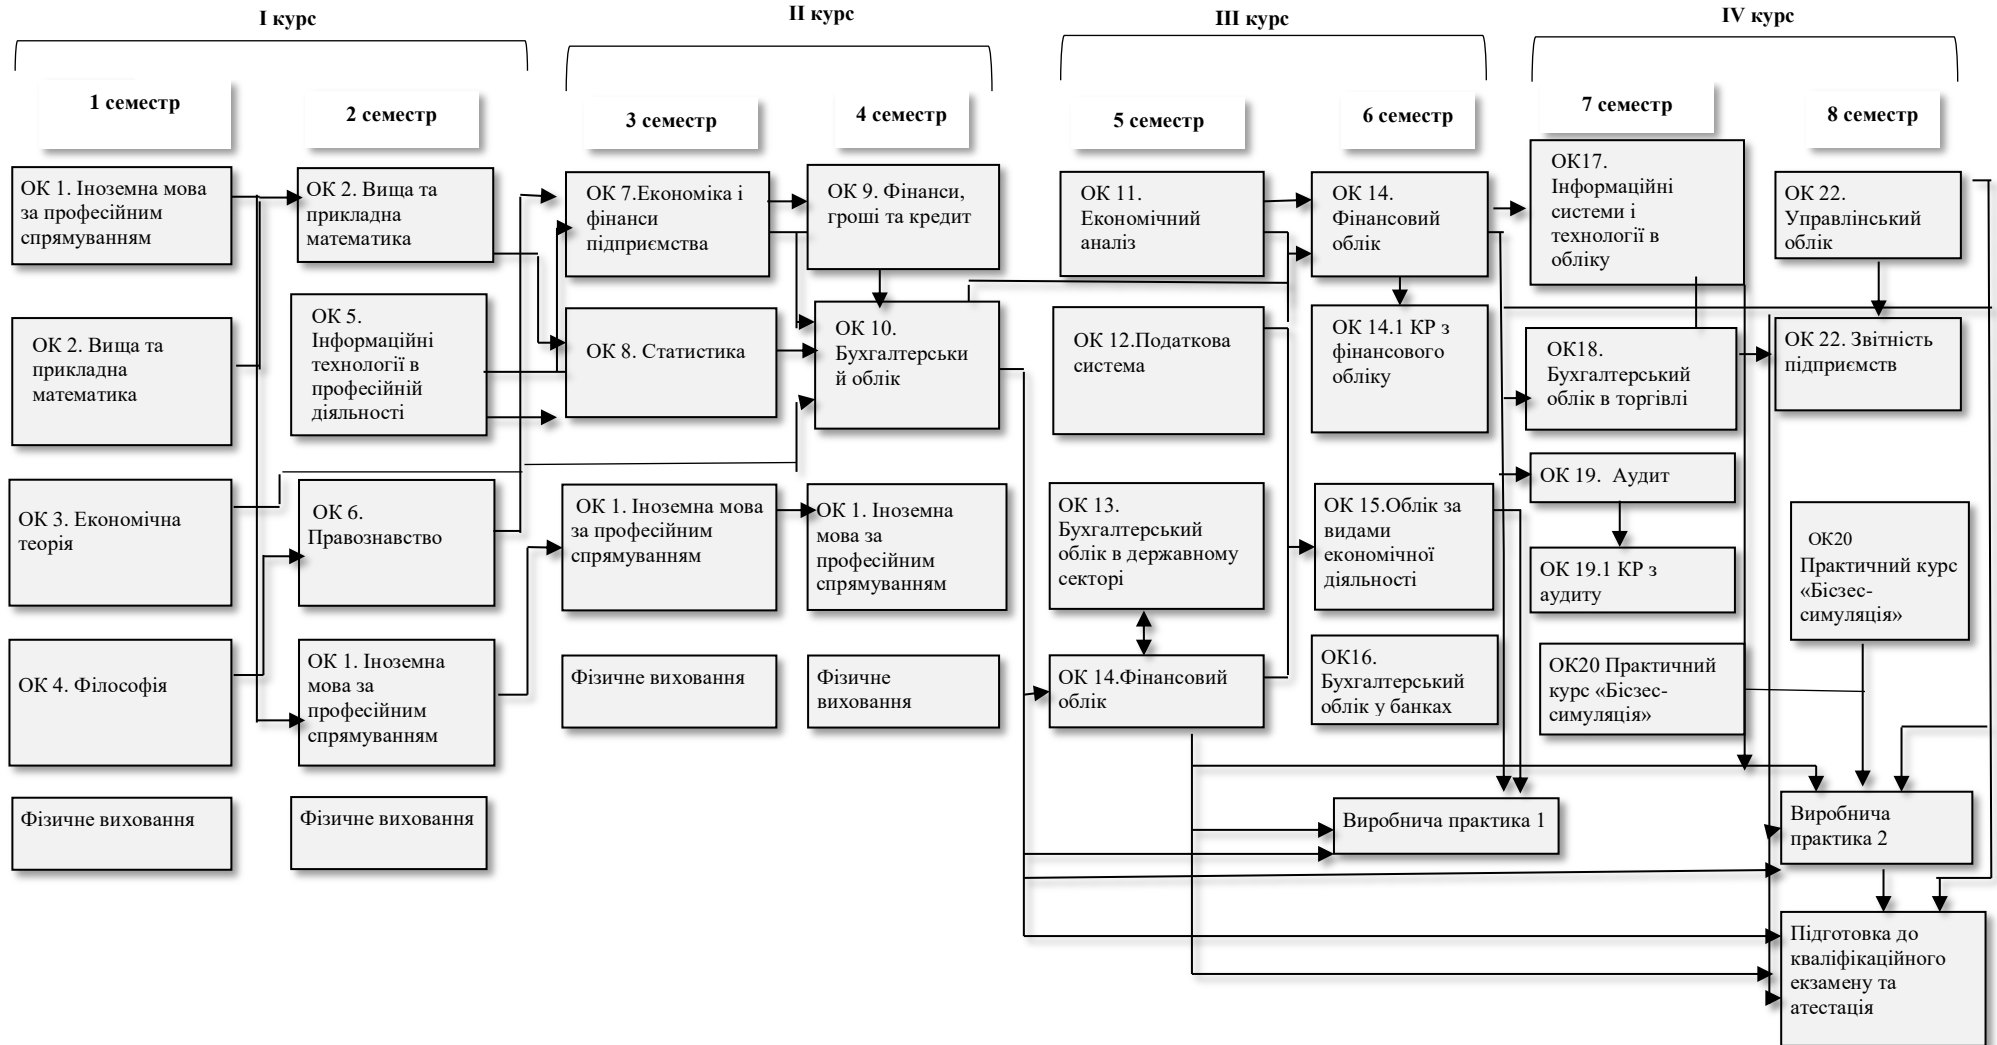 I курс
II курс
III курс
IV курс
1 семестр
2 семестр
3 семестр
4 семестр
5 семестр
6 семестр
7 семестр
8 семестр
ОК 1. Іноземна мова
за професійним
спрямуванням
ОК 2. Вища та
прикладна
математика
ОК 3. Економічна
теорія
ОК 4. Філософія
Фізичне виховання
ОК 2. Вища та
прикладна
математика
ОК 5.
Інформаційні
технології в
професійній
діяльності
ОК 6.
Правознавство
ОК 1. Іноземна
мова за
професійним
спрямуванням
Фізичне виховання
ОК 7.Економіка і
фінанси
підприємства
ОК 8. Статистика
ОК 1. Іноземна мова
за професійним
спрямуванням
Фізичне виховання
ОК 9. Фінанси,
гроші та кредит
ОК 10.
Бухгалтерськи
й облік
ОК 1. Іноземна
мова за
професійним
спрямуванням
Фізичне
виховання
ОК 11.
Економічний
аналіз
ОК 12.Податкова
система
ОК 13.
Бухгалтерський
облік в державному
секторі
ОК 14.Фінансовий
облік
ОК 14.
Фінансовий
облік
ОК 14.1 КР з
фінансового
обліку
ОК 15.Облік за
видами
економічної
діяльності
ОК16.
Бухгалтерський
облік у банках
Виробнича практика 1
ОК17.
Інформаційні
системи і
технології в
обліку
ОК18.
Бухгалтерський
облік в торгівлі
ОК 19. Аудит
ОК 19.1 КР з
аудиту
ОК20 Практичний
курс «Бісзес-
симуляція»
ОК 22.
Управлінський
облік
ОК 22. Звітність
підприємств
ОК20
Практичний курс
«Бісзес-
симуляція»
Виробнича
практика 2
Підготовка до
кваліфікаційного
екзамену та
атестація